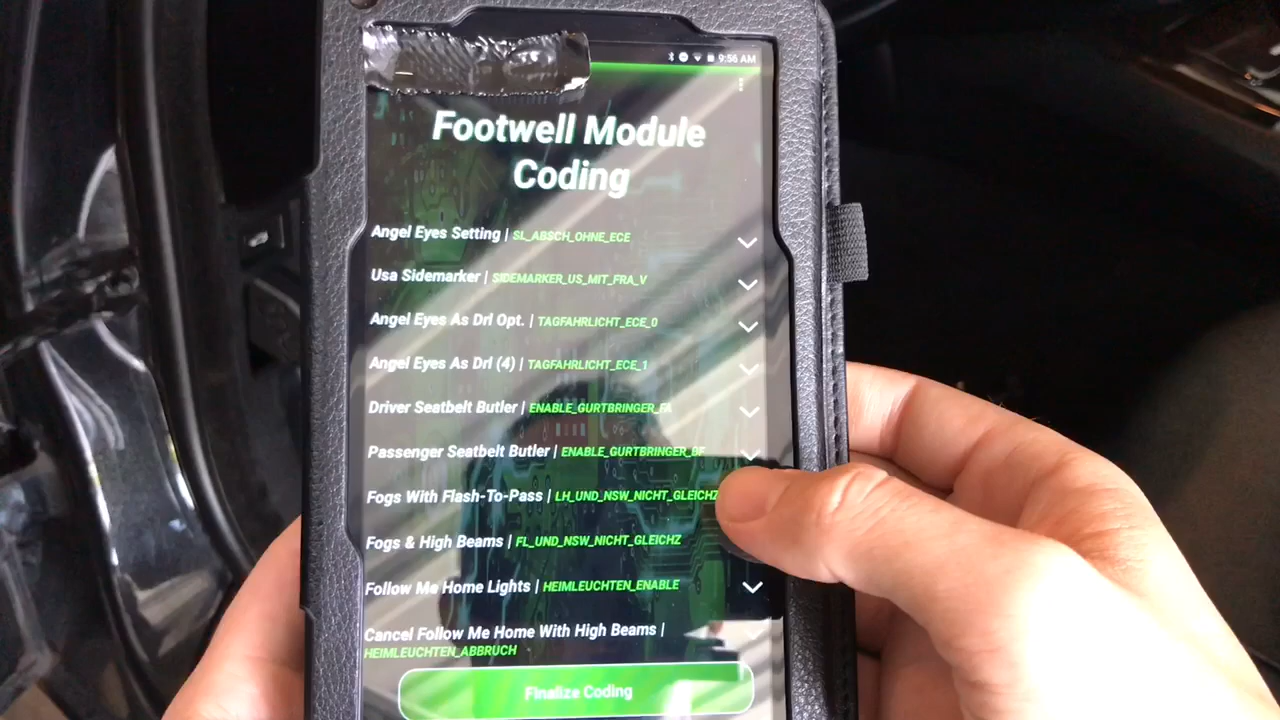 9:56 AM
Footwell Module
Coding
Angel Eyes Setting | SL_ABSCH_OHNE_ECE
Usa Sidemarker | SIDEMARKER_US_MIT_FRA_V
Angel Eyes As Drl Opt. | TAGFAHRLICHT_ECE_0
Angel Eyes As Drl (4) | TAGFAHRLICHT_ECE_1
Driver Seatbelt Butler | ENABLE_GURTBRINGER_FA
Passenger Seatbelt Butler | ENABLE_GURTBRINGER_BF
Fogs With Flash-To-Pass | LH_UND_NSW_NICHT_GLEICHZ
Fogs & High Beams | FL_UND_NSW_NICHT_GLEICHZ
Follow Me Home Lights | HEIMLEUCHTEN_ENABLE
Cancel Follow Me Home With High Beams |
HEIMLEUCHTEN_ABBRUCH
Finalize Coding